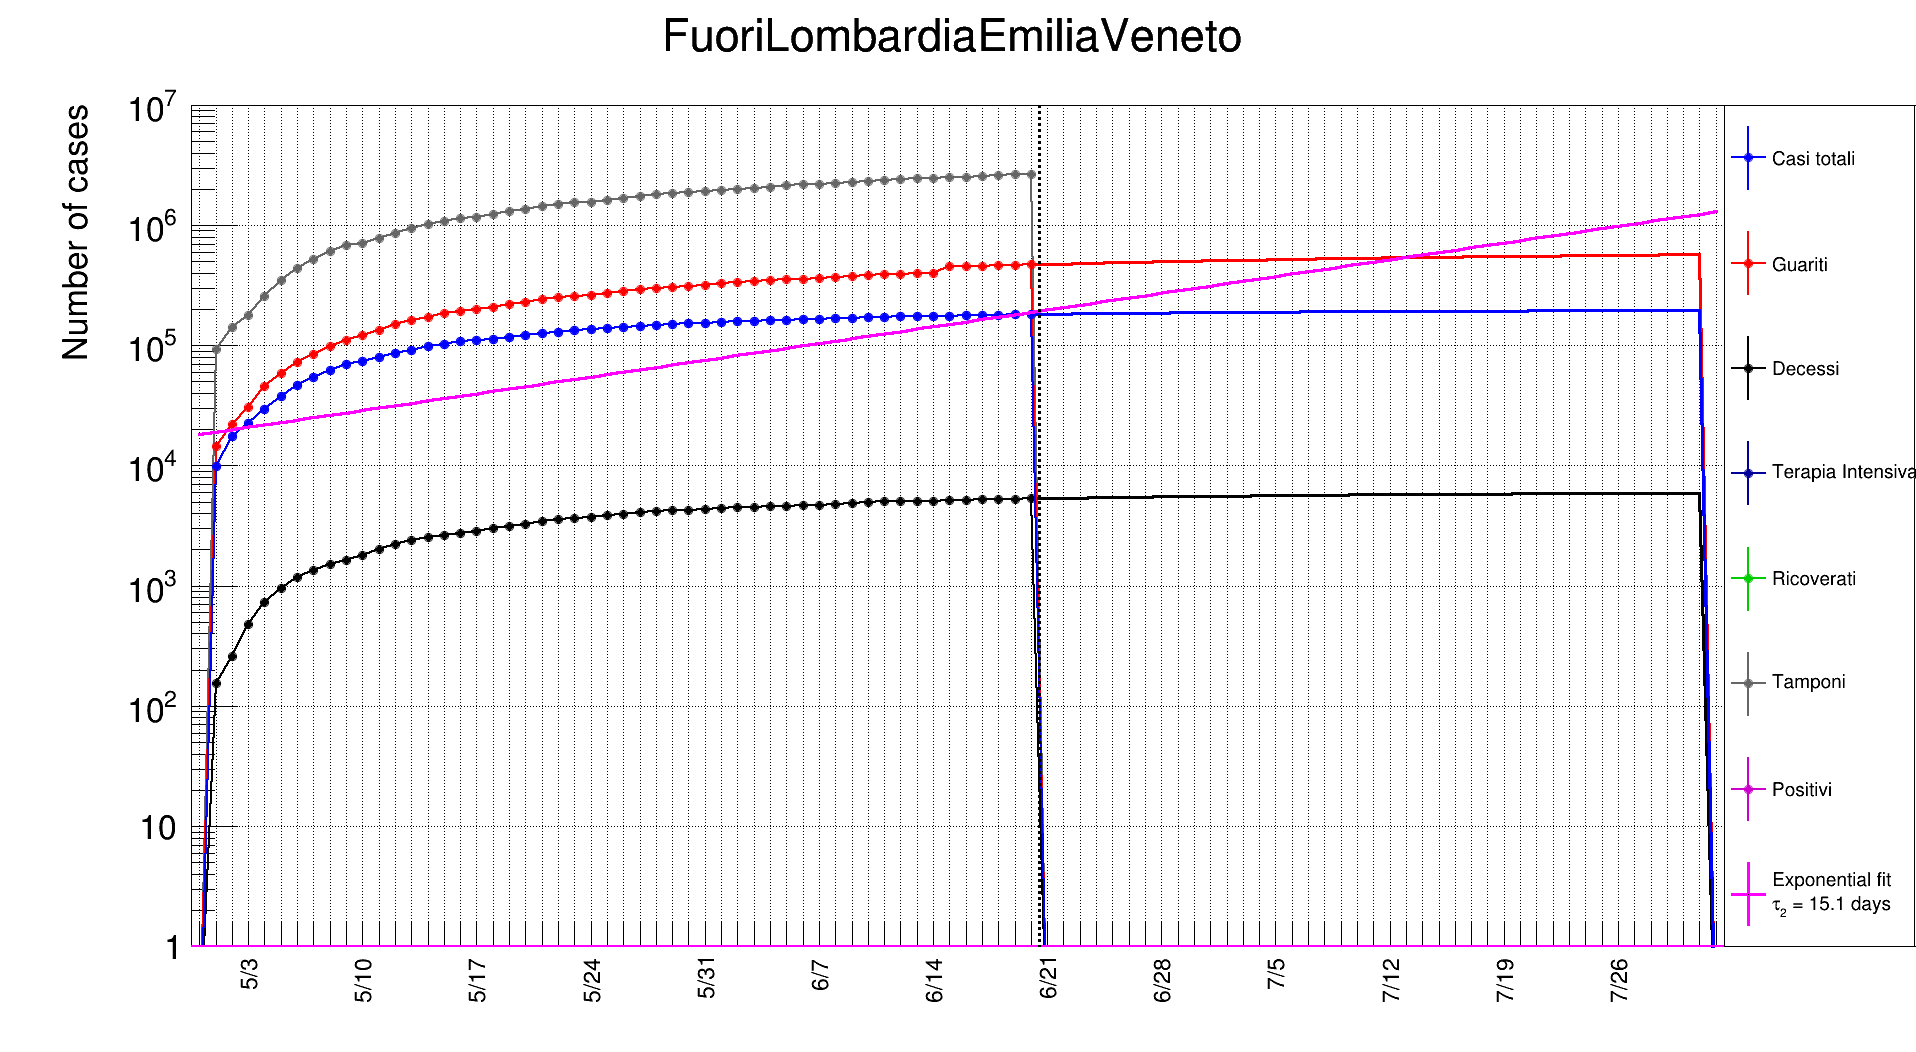 FuoriLombardiaEmiliaVeneto
Number of cases
10^7
10^6
10^5
10^4
10^3
10^2
10
1
5/3
5/10
5/17
5/24
5/31
6/7
6/14
6/21
6/28
7/5
7/12
7/19
7/26
Casi totali
Guariti
Decessi
Terapia Intensiva
Ricoverati
Tamponi
Positivi
Exponential fit
τ_2 = 15.1 days